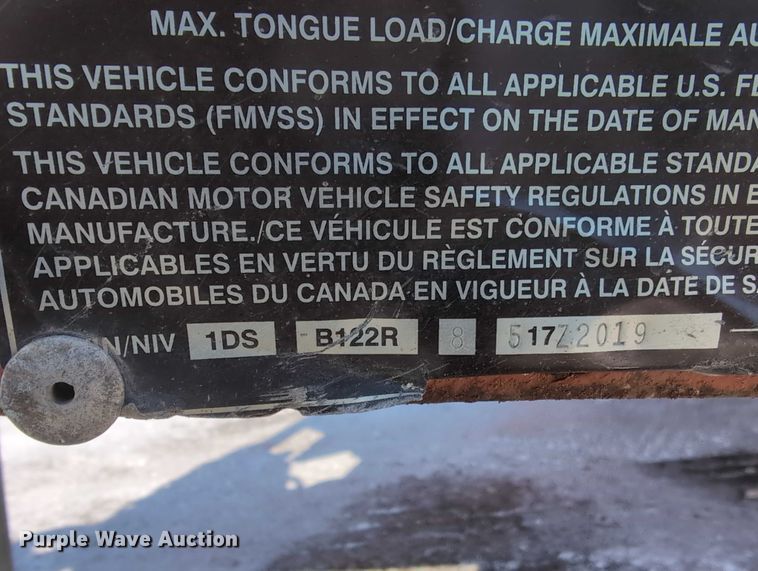 MAX. TONGUE LOAD/CHARGE MAXIMALE AU
THIS VEHICLE CONFORMS TO ALL APPLICABLE U.S. FE
STANDARDS (FMVSS) IN EFFECT ON THE DATE OF MAN
THIS VEHICLE CONFORMS TO ALL APPLICABLE STANDA
CANADIAN MOTOR VEHICLE SAFETY REGULATIONS IN E
MANUFACTURE./CE VÉHICULE EST CONFORME À TOUTE
APPLICABLES EN VERTU DU RÈGLEMENT SUR LA SÉCUR
AUTOMOBILES DU CANADA EN VIGUEUR À LA DATE DE SA
IN/NIV 1DS B122R 8 517Z2019
Purple Wave Auction